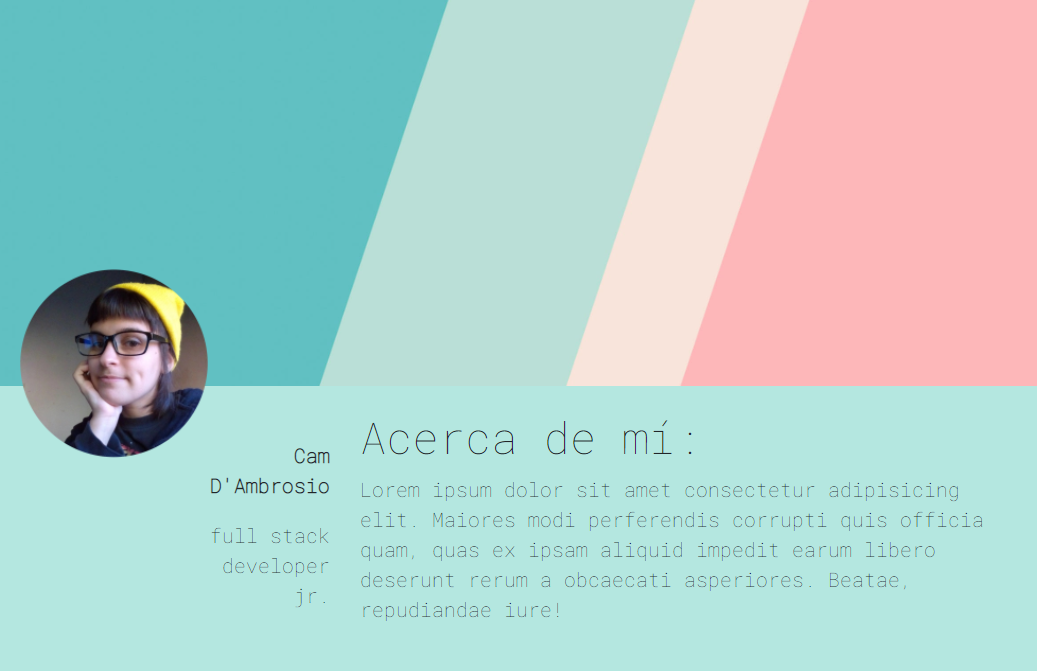 Cam
D'Ambrosio
full stack
developer
jr.
Acerca de mí:
Lorem ipsum dolor sit amet consectetur adipisicing
elit. Maiores modi perferendis corrupti quis officia
quam, quas ex ipsam aliquid impedit earum libero
deserunt rerum a obcaecati asperiores. Beatae,
repudiandae iure!